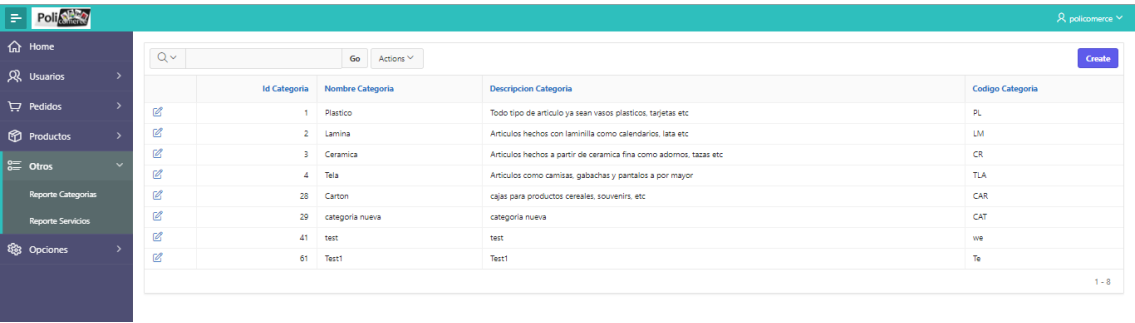 Poli comerce
policomerce
Home
Usuarios
Pedidos
Productos
Otros
Reporte Categorias
Reporte Servicios
Opciones
Go Actions Create
Id Categoria Nombre Categoria Descripcion Categoria Codigo Categoria
1 Plastico Todo tipo de articulo ya sean vasos plasticos, tarjetas etc PL
2 Lamina Articulos hechos con laminilla como calendarios, lata etc LM
3 Ceramica Articulos hechos a partir de ceramica fina como adornos, tazas etc CR
4 Tela Articulos como camisas, gabachas y pantalos a por mayor TLA
28 Carton cajas para productos cereales, souvenirs, etc CAR
29 categoria nueva categoria nueva CAT
41 test test we
61 Test1 Test1 Te
1 - 8